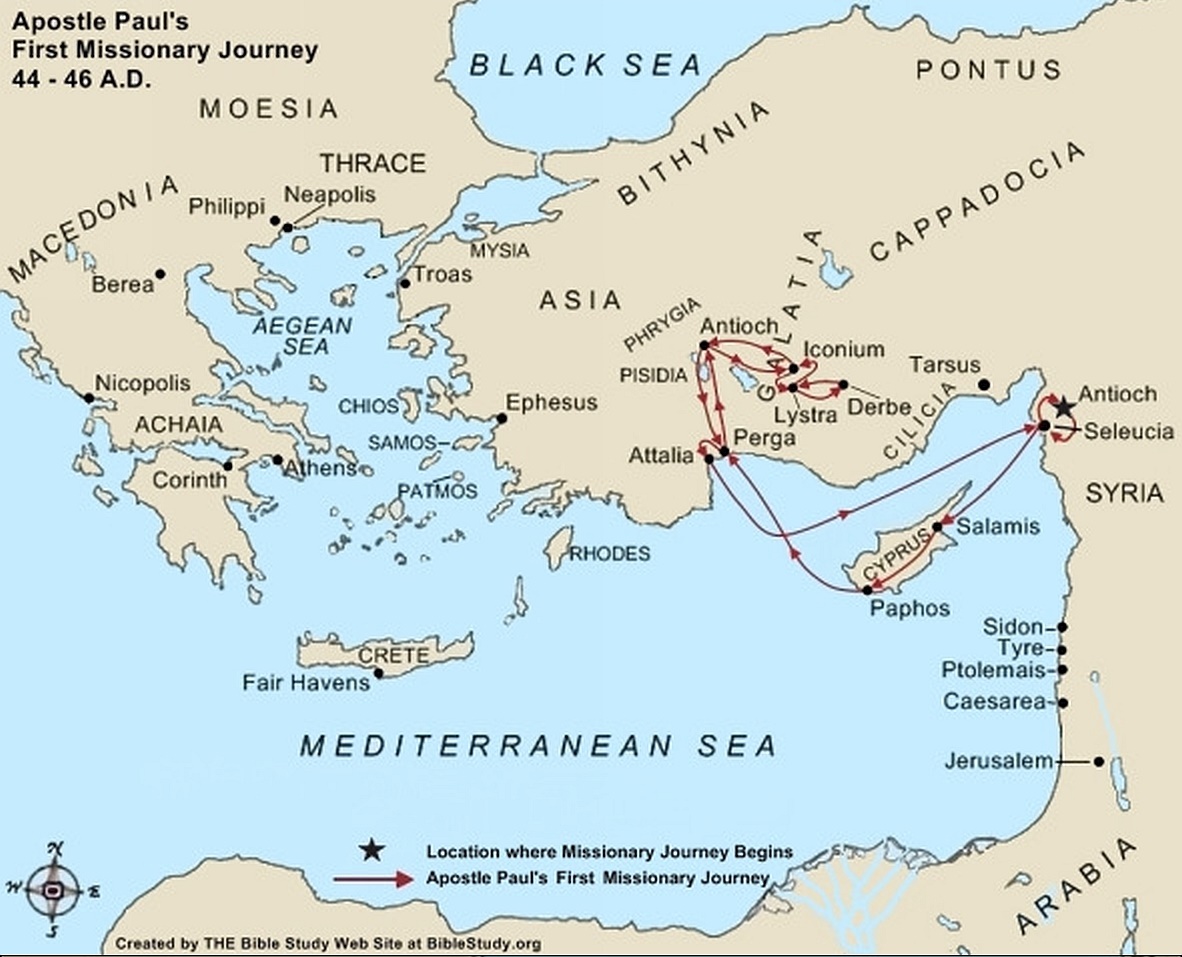 Apostle Paul's
First Missionary Journey
44 - 46 A.D.
BLACK SEA
PONTUS
MOESIA
THRACE
BITHYNIA
CAPPADOCIA
MACEDONIA
Philippi
Neapolis
MYSIA
Berea
Troas
ASIA
GALATIA
AEGEAN
SEA
PHRYGIA
Antioch
Iconium
PISIDIA
Tarsus
Nicopolis
CHIOS
Ephesus
Lystra
Derbe
CILICIA
Antioch
ACHAIA
SAMOS
Perga
Seleucia
Attalia
Corinth
Athens
PATMOS
SYRIA
RHODES
CYPRUS
Salamis
Paphos
Sidon
Tyre
Ptolemais
CRETE
Fair Havens
Caesarea
MEDITERRANEAN SEA
Jerusalem
ARABIA
Location where Missionary Journey Begins
Apostle Paul's First Missionary Journey
N
W
E
S
Created by THE Bible Study Web Site at BibleStudy.org